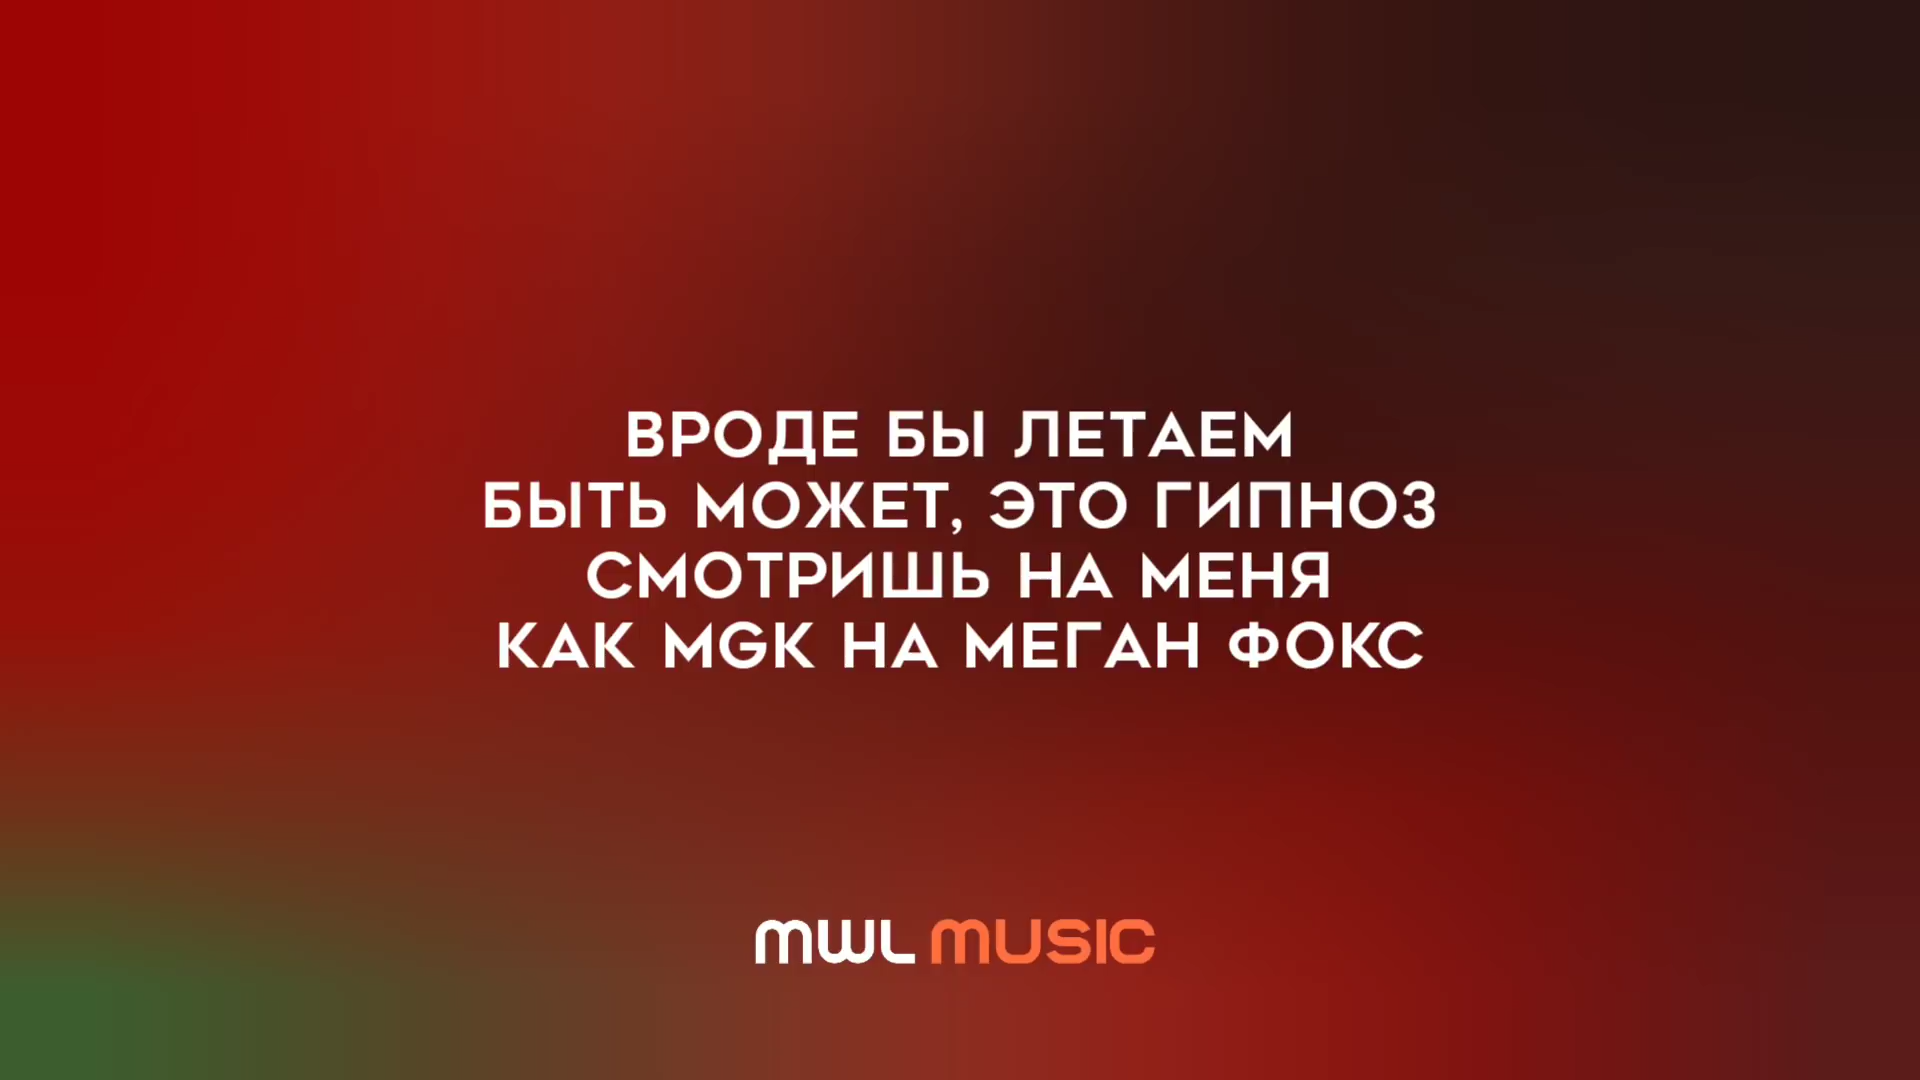 ВРОДЕ БЫ ЛЕТАЕМ
БЫТЬ МОЖЕТ, ЭТО ГИПНОЗ
СМОТРИШЬ НА МЕНЯ
КАК MGK НА МЕГАН ФОКС
MWL MUSIC